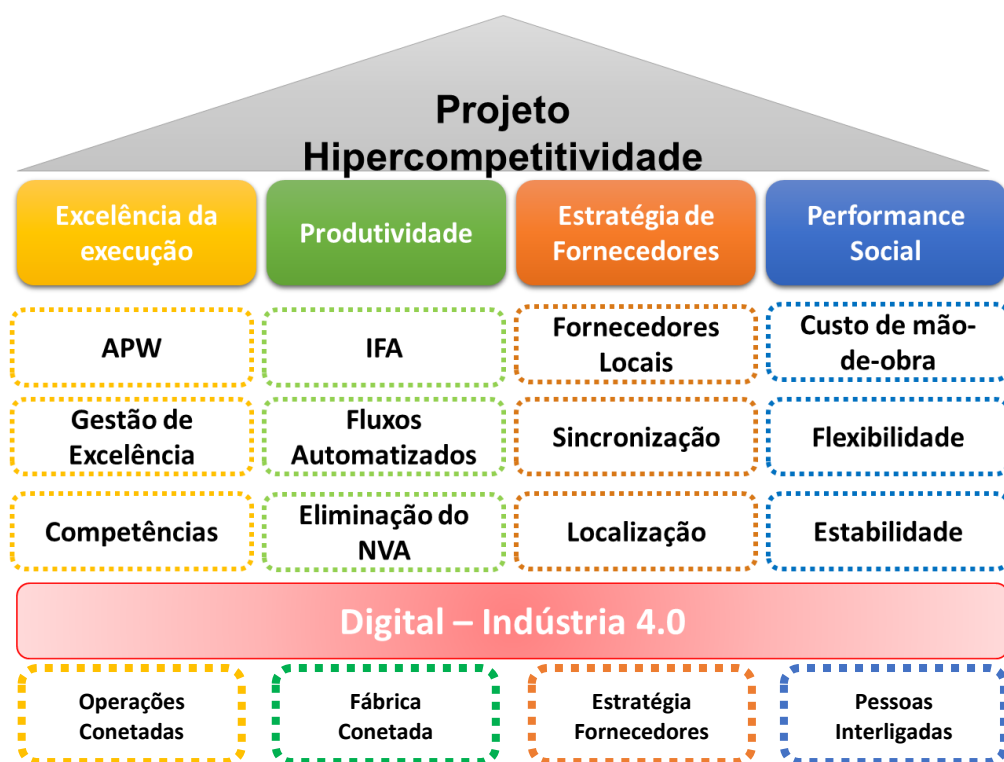 Projeto
Hipercompetitividade
Excelência da
execução
Produtividade
Estratégia de
Fornecedores
Performance
Social
APW
IFA
Fornecedores
Locais
Custo de mão-
de-obra
Gestão de
Excelência
Fluxos
Automatizados
Sincronização
Flexibilidade
Competências
Eliminação do
NVA
Localização
Estabilidade
Digital – Indústria 4.0
Operações
Conetadas
Fábrica
Conetada
Estratégia
Fornecedores
Pessoas
Interligadas